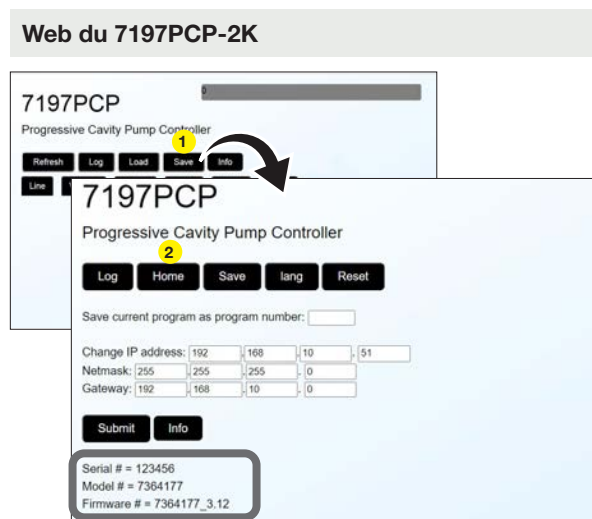 Web du 7197PCP-2K
7197PCP
0
Progressive Cavity Pump Controller
1
Refresh Log Load Save Info
Line
7197PCP
Progressive Cavity Pump Controller
2
Log Home Save lang Reset
Save current program as program number:
Change IP address: 192 . 168 . 10 . 51
Netmask: 255 . 255 . 255 . 0
Gateway: 192 . 168 . 10 . 0
Submit Info
Serial # = 123456
Model # = 7364177
Firmware # = 7364177_3.12